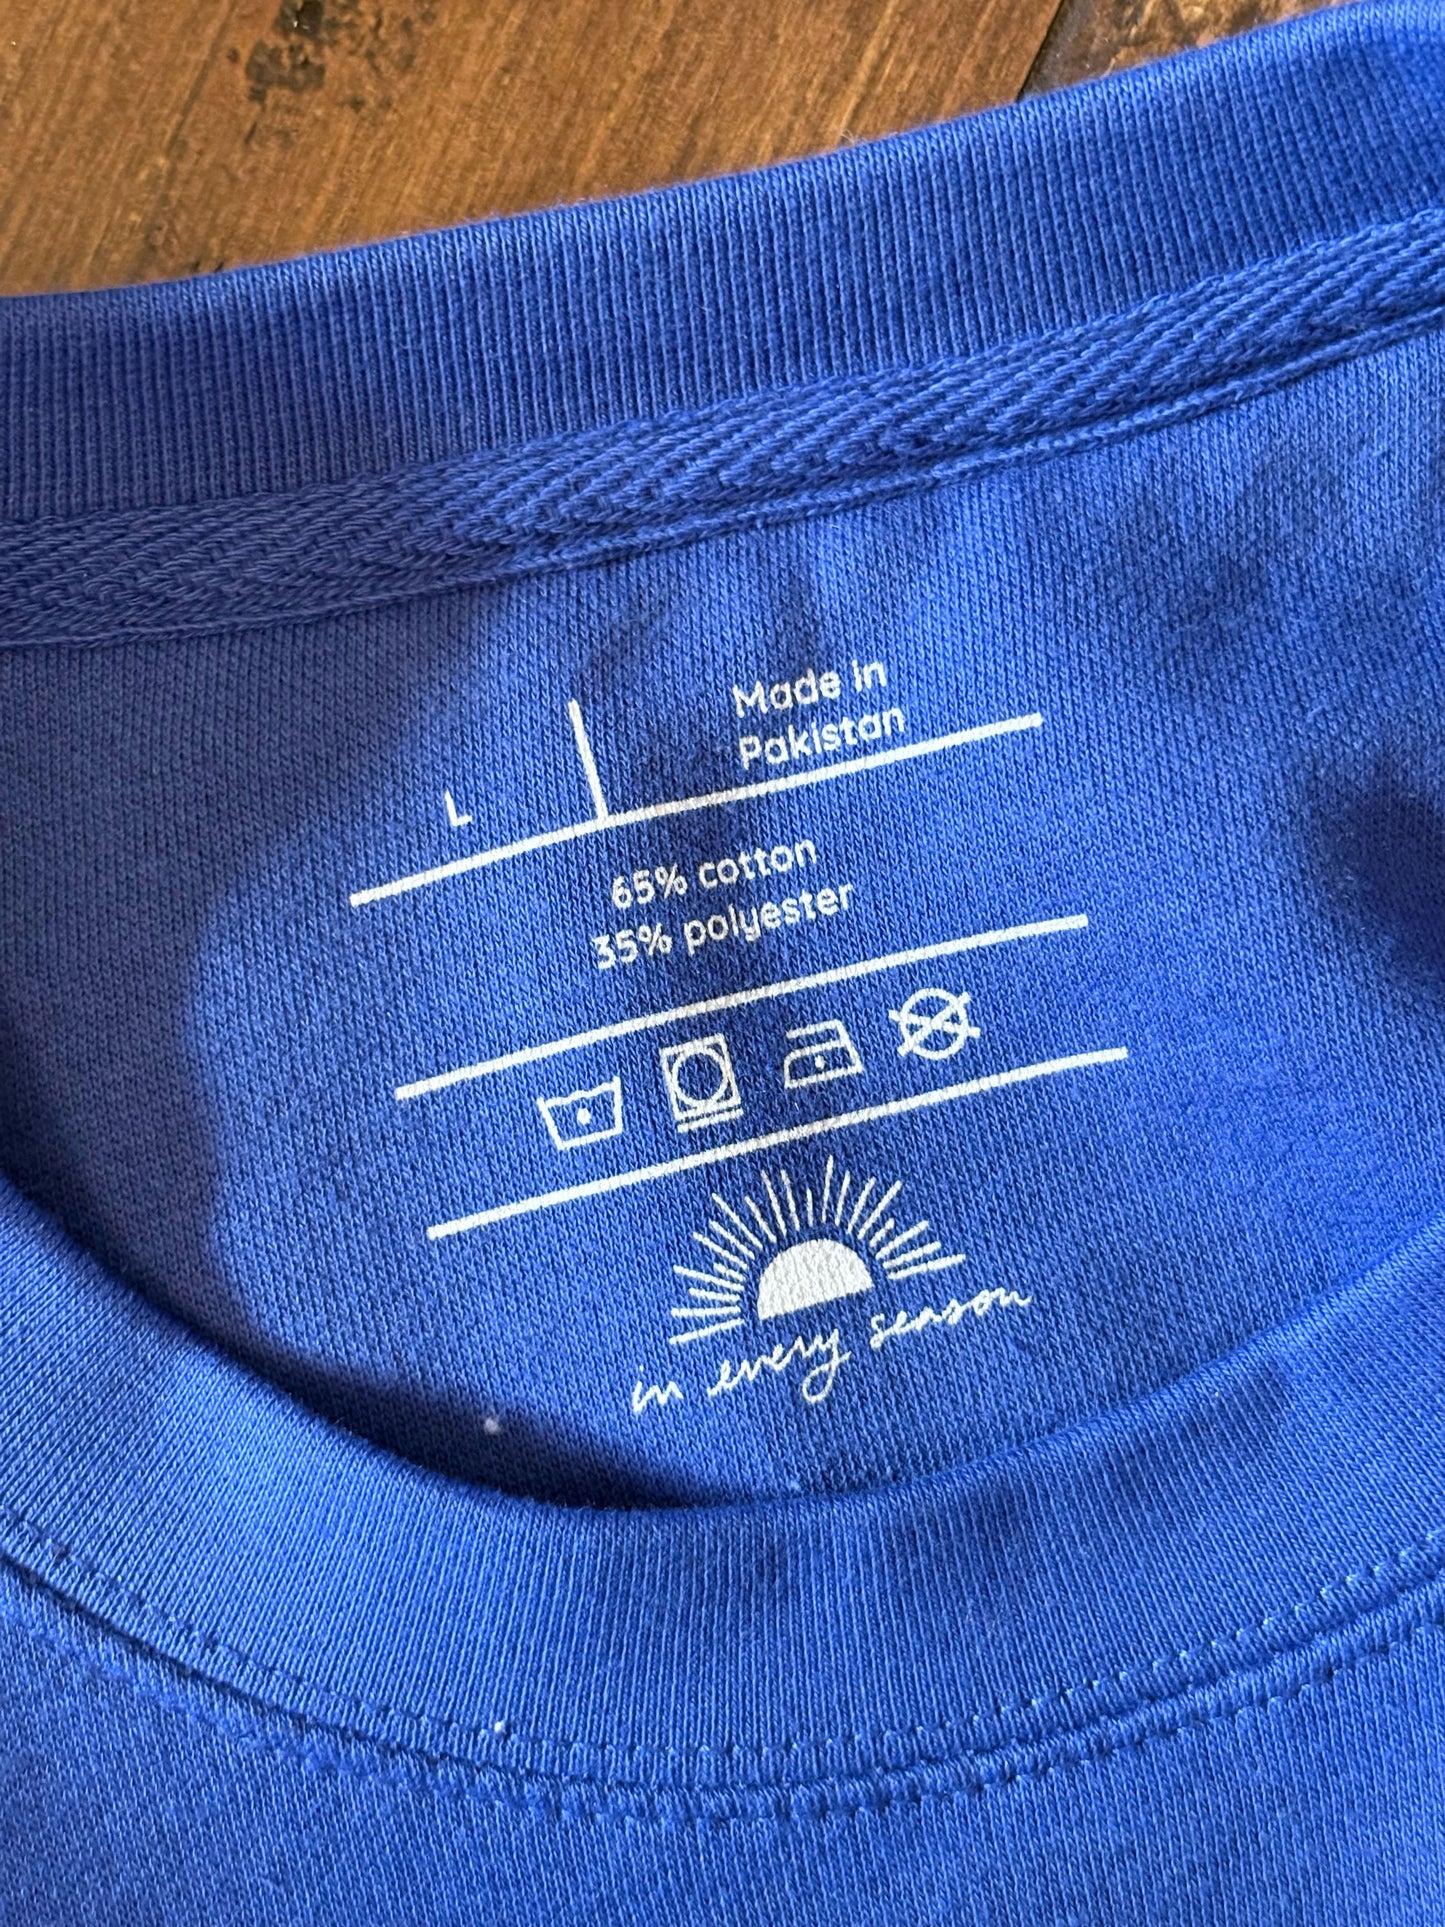 L
Made in
Pakistan
65% cotton
35% polyester
in every season